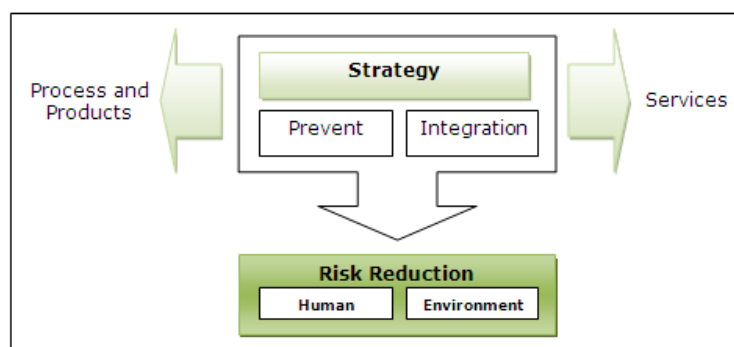 Strategy
Process and
Products
Prevent
Integration
Services
Risk Reduction
Human
Environment